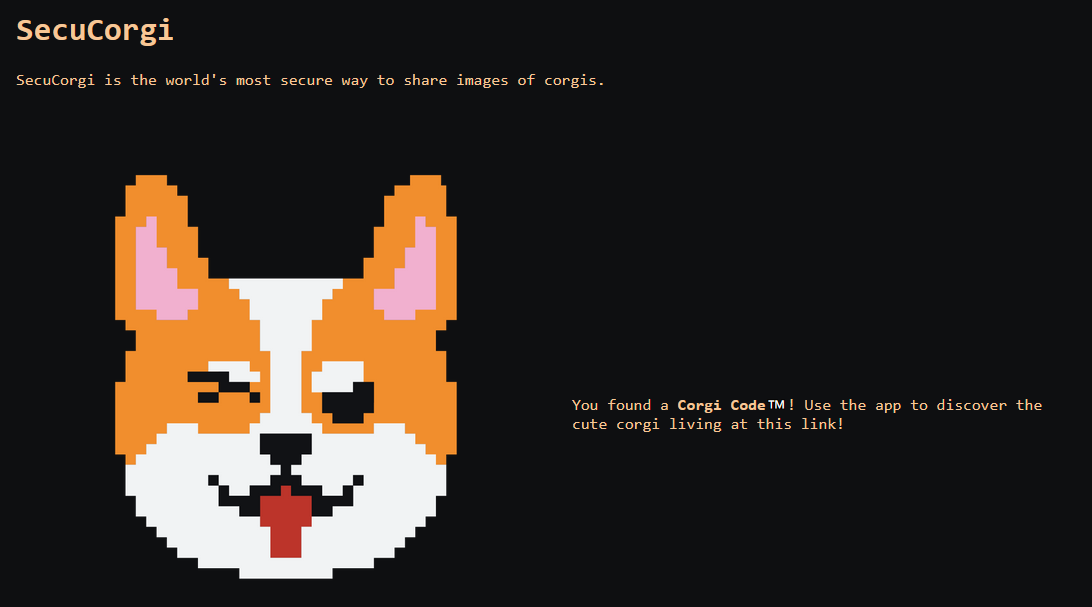 SecuCorgi
SecuCorgi is the world's most secure way to share images of corgis.
You found a Corgi Code™️! Use the app to discover the
cute corgi living at this link!